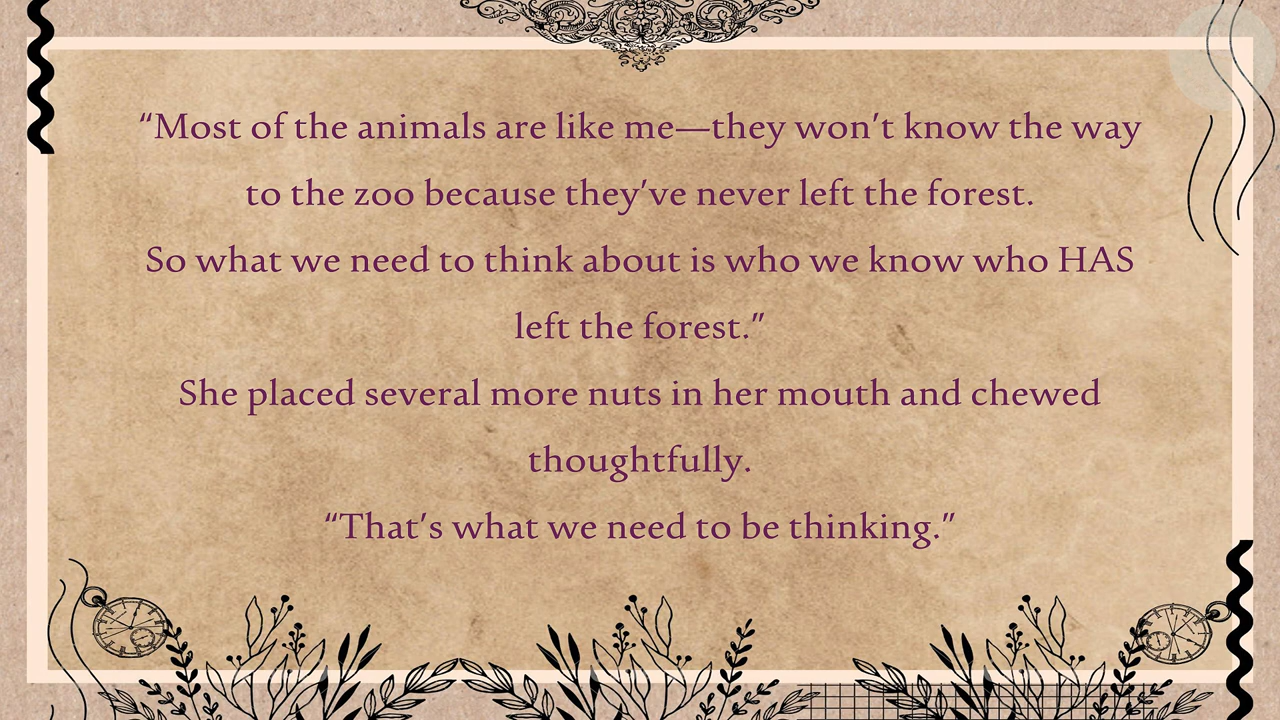 “Most of the animals are like me—they won't know the way
to the zoo because they've never left the forest.
So what we need to think about is who we know who HAS
left the forest.”
She placed several more nuts in her mouth and chewed
thoughtfully.
“That's what we need to be thinking.”